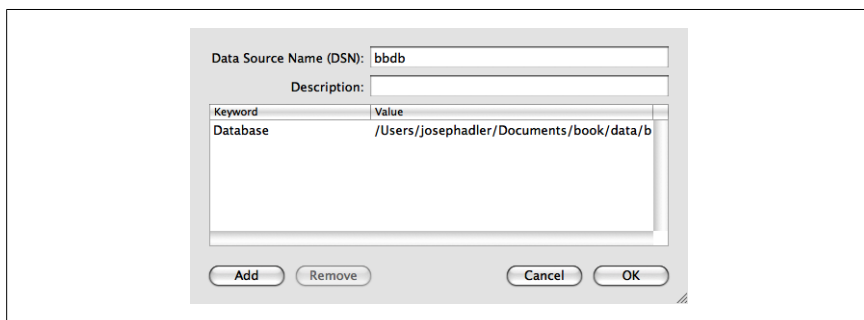 Data Source Name (DSN): bbdb
Description:
Keyword Value
Database /Users/josephadler/Documents/book/data/b
Add Remove Cancel OK